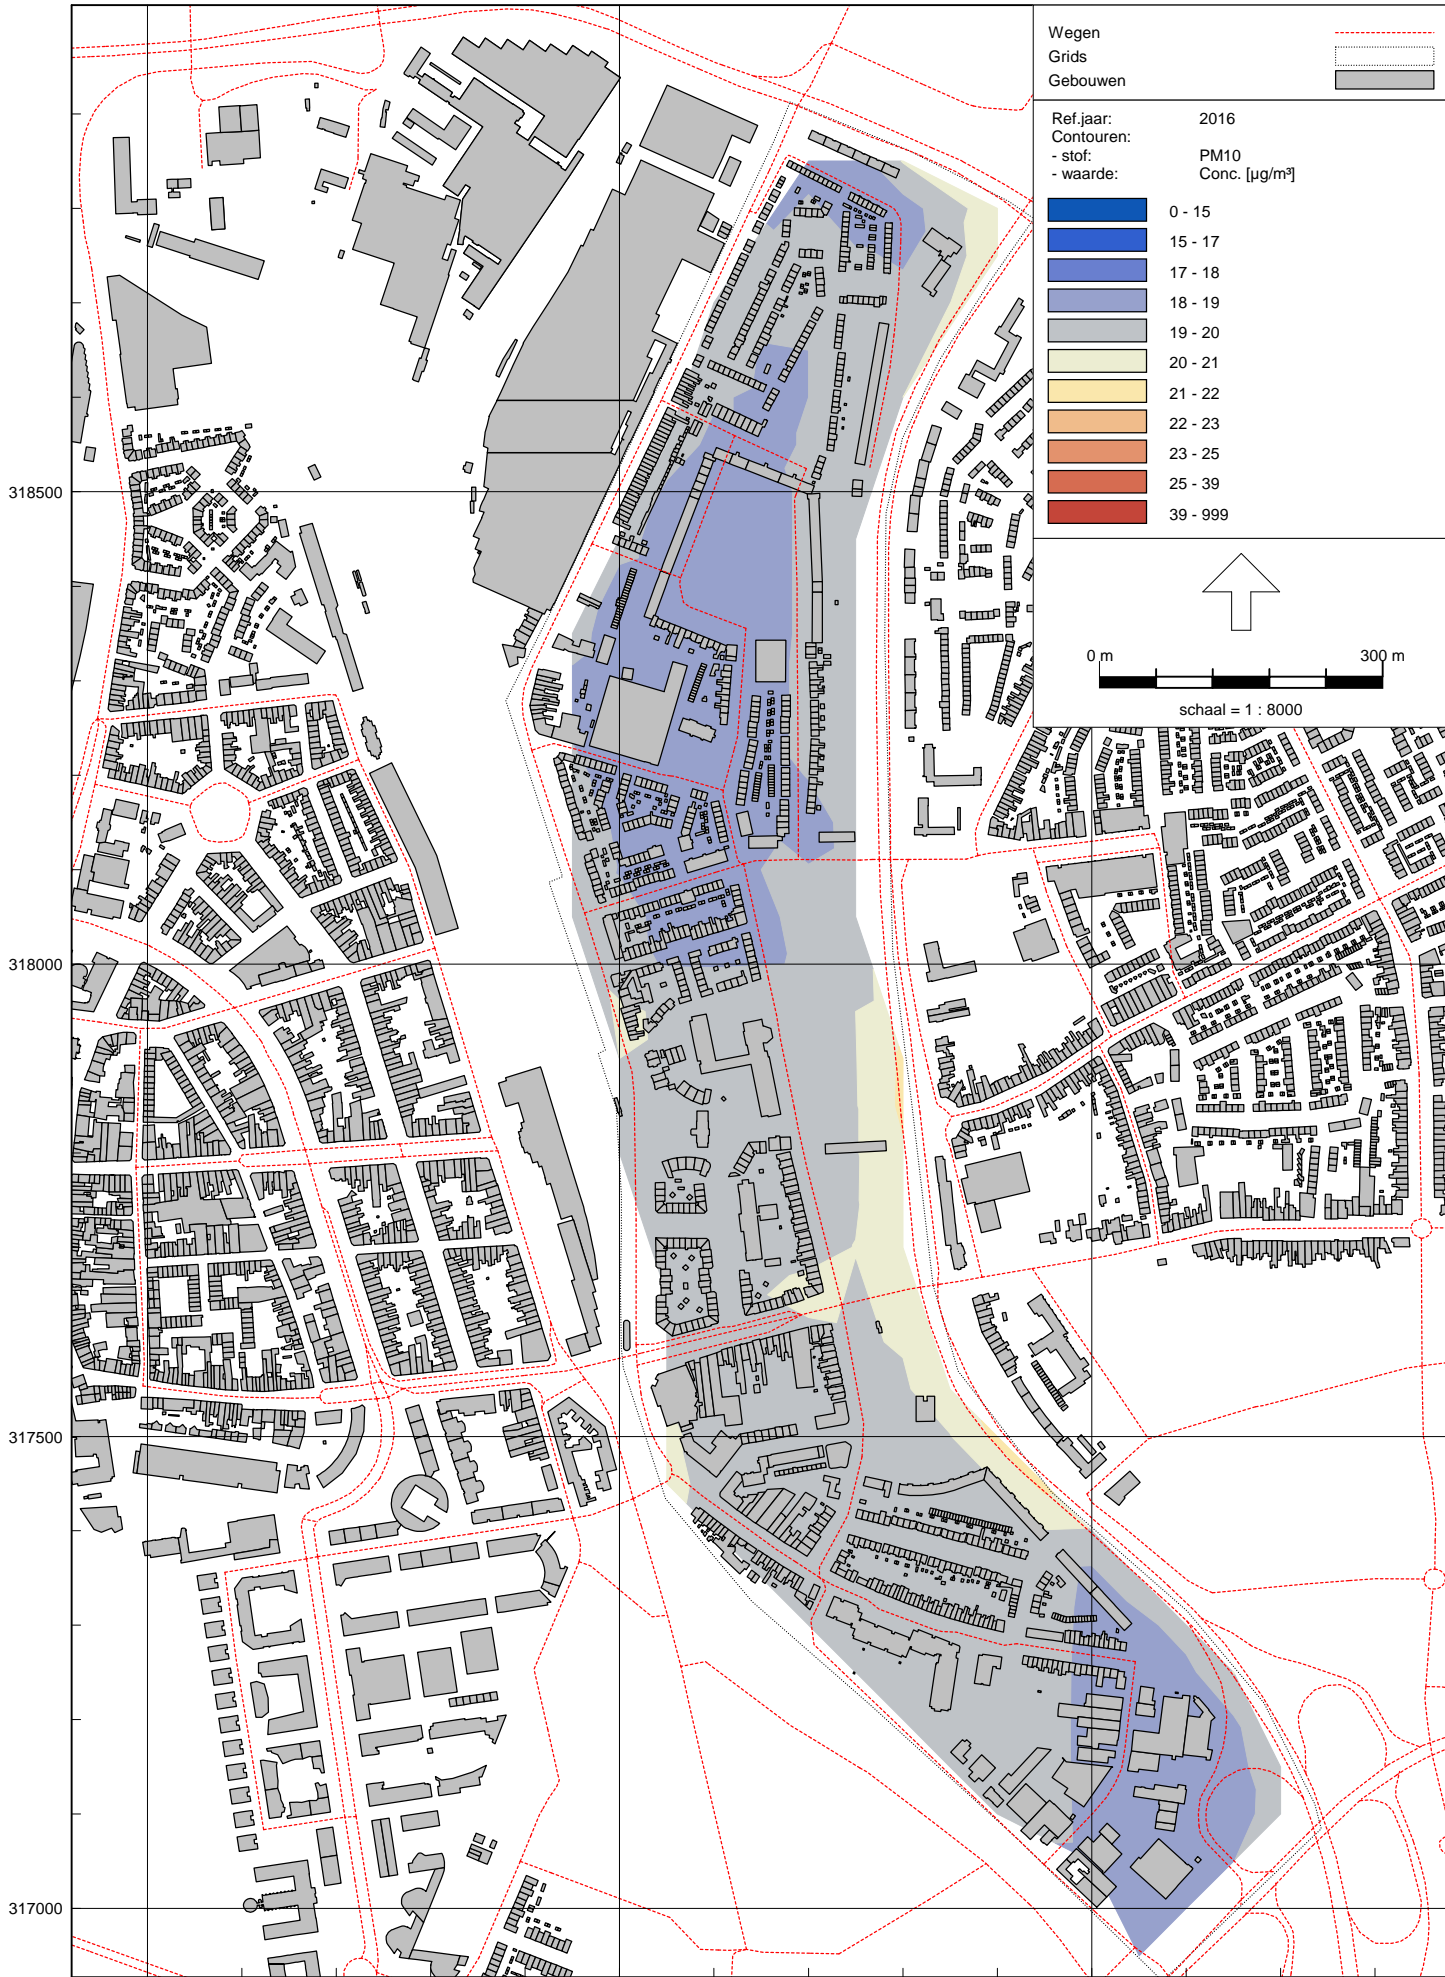 Wegen
Grids
Gebouwen
Ref.jaar: 2016
Contouren:
- stof: PM10
- waarde: Conc. [µg/m³]
0 - 15
15 - 17
17 - 18
18 - 19
19 - 20
20 - 21
21 - 22
22 - 23
23 - 25
25 - 39
39 - 999
0 m 300 m
schaal = 1 : 8000
318500
318000
317500
317000